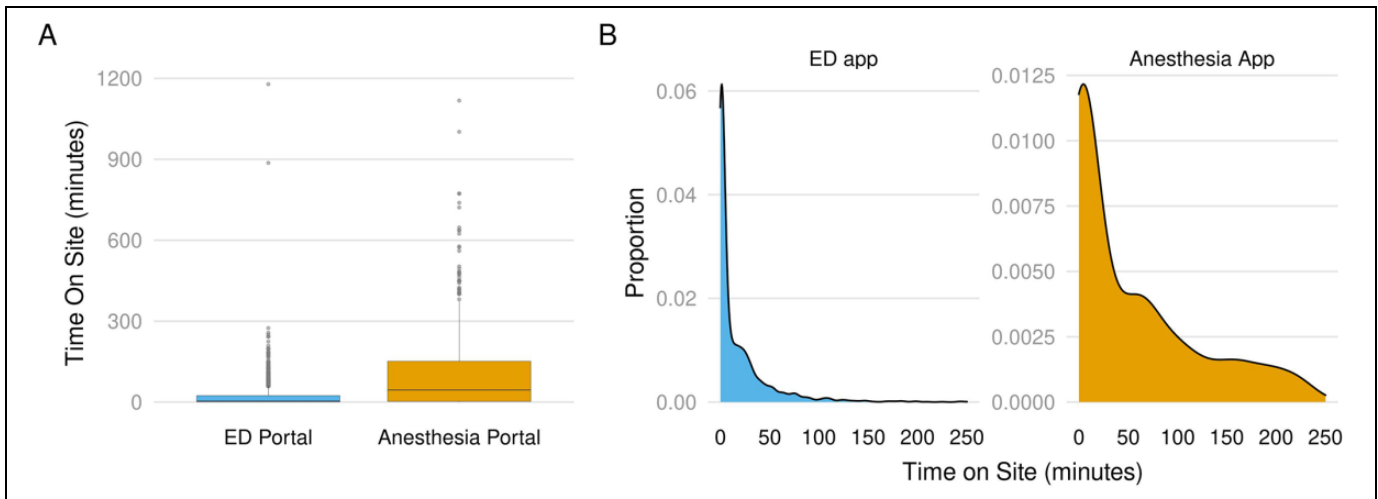 A
Time On Site (minutes)
1200
900
600
300
0
ED Portal
Anesthesia Portal
B
ED app
Proportion
0.06
0.04
0.02
0.00
0 50 100 150 200 250
Anesthesia App
0.0125
0.0100
0.0075
0.0050
0.0025
0.0000
0 50 100 150 200 250
Time on Site (minutes)